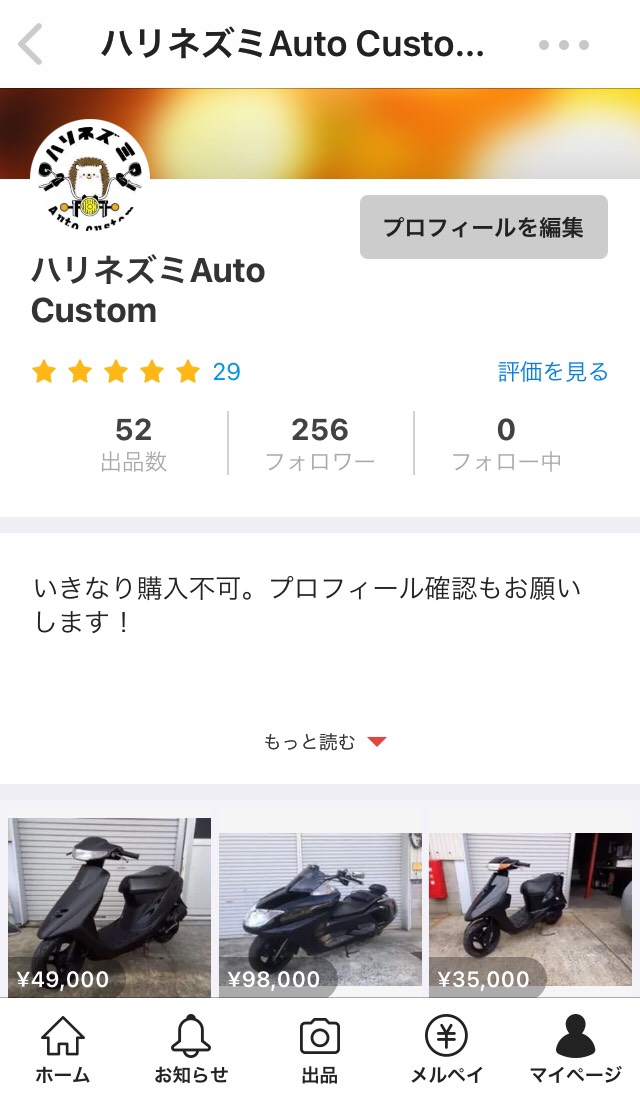 ハリネズミAuto Custo...
ハリネズミ
Auto Custom
プロフィールを編集
ハリネズミAuto
Custom
29
評価を見る
52
256
0
出品数
フォロワー
フォロー中
いきなり購入不可。プロフィール確認もお願い
します！
もっと読む
¥49,000
¥98,000
¥35,000
ホーム
お知らせ
出品
メルペイ
マイページ